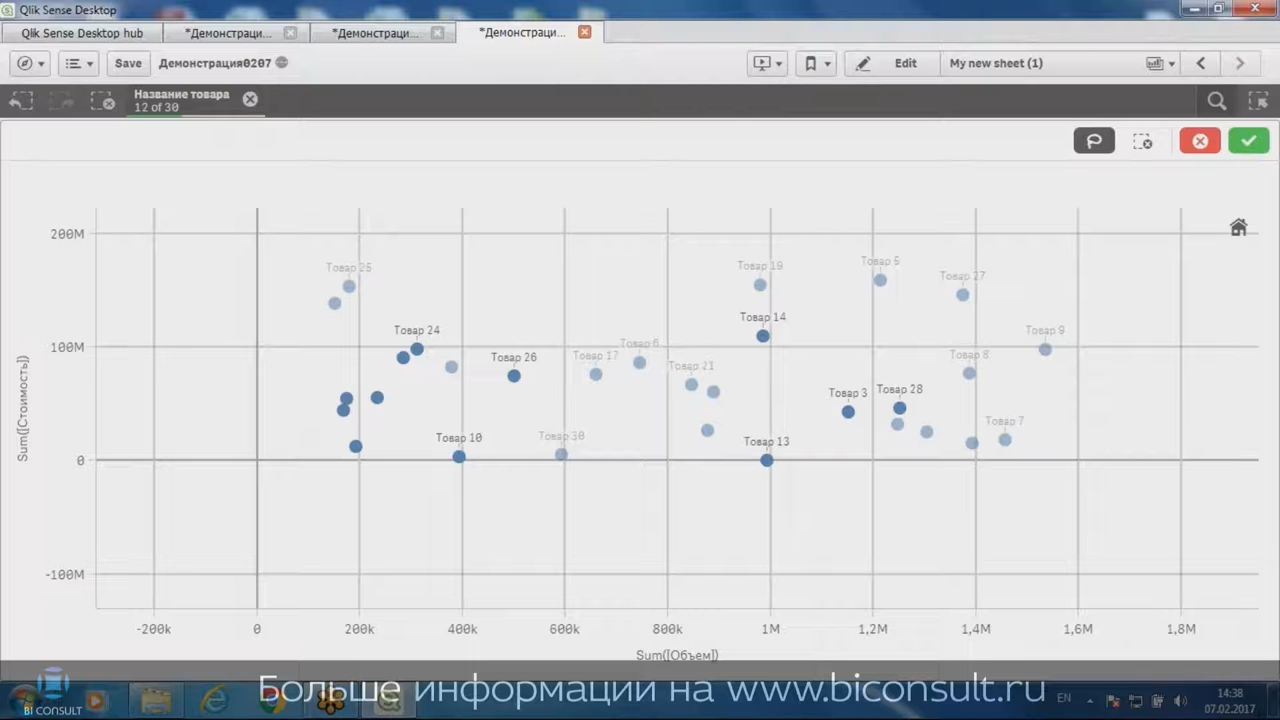 Qlik Sense Desktop
Qlik Sense Desktop hub
*Демонстраци...
*Демонстраци...
*Демонстраци...
Save
Демонстрация0207
Edit
My new sheet (1)
Название товара
12 of 30
200M
100M
0
-100M
Sum([Стоимость])
Товар 25
Товар 24
Товар 26
Товар 10
Товар 30
Товар 17
Товар 6
Товар 21
Товар 19
Товар 14
Товар 13
Товар 5
Товар 3
Товар 28
Товар 27
Товар 8
Товар 7
Товар 9
-200k
0
200k
400k
600k
800k
1M
1,2M
1,4M
1,6M
1,8M
Sum([Объем])
Больше информации на www.biconsult.ru
BI CONSULT
EN
14:38
07.02.2017